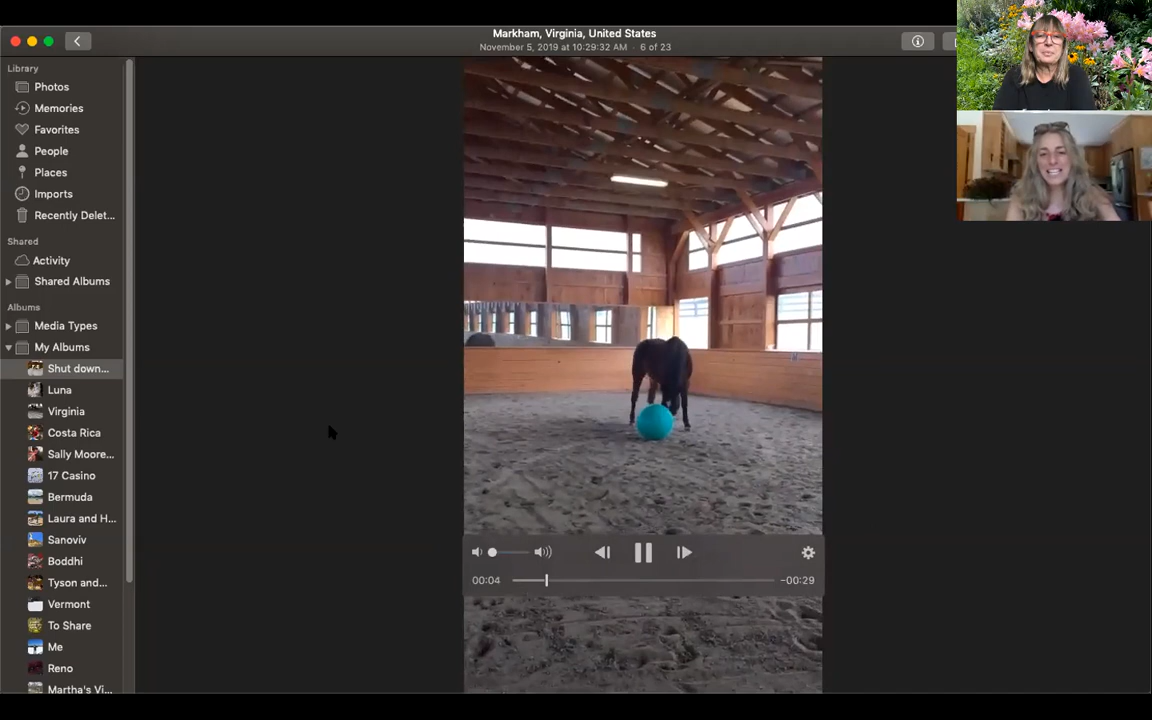 Markham, Virginia, United States
November 5, 2019 at 10:29:32 AM · 6 of 23
Library
Photos
Memories
Favorites
People
Places
Imports
Recently Delet...
Shared
Activity
Shared Albums
Albums
Media Types
My Albums
Shut down...
Luna
Virginia
Costa Rica
Sally Moore...
17 Casino
Bermuda
Laura and H...
Sanoviv
Boddhi
Tyson and...
Vermont
To Share
Me
Reno
Martha's Vi...
00:04
-00:29